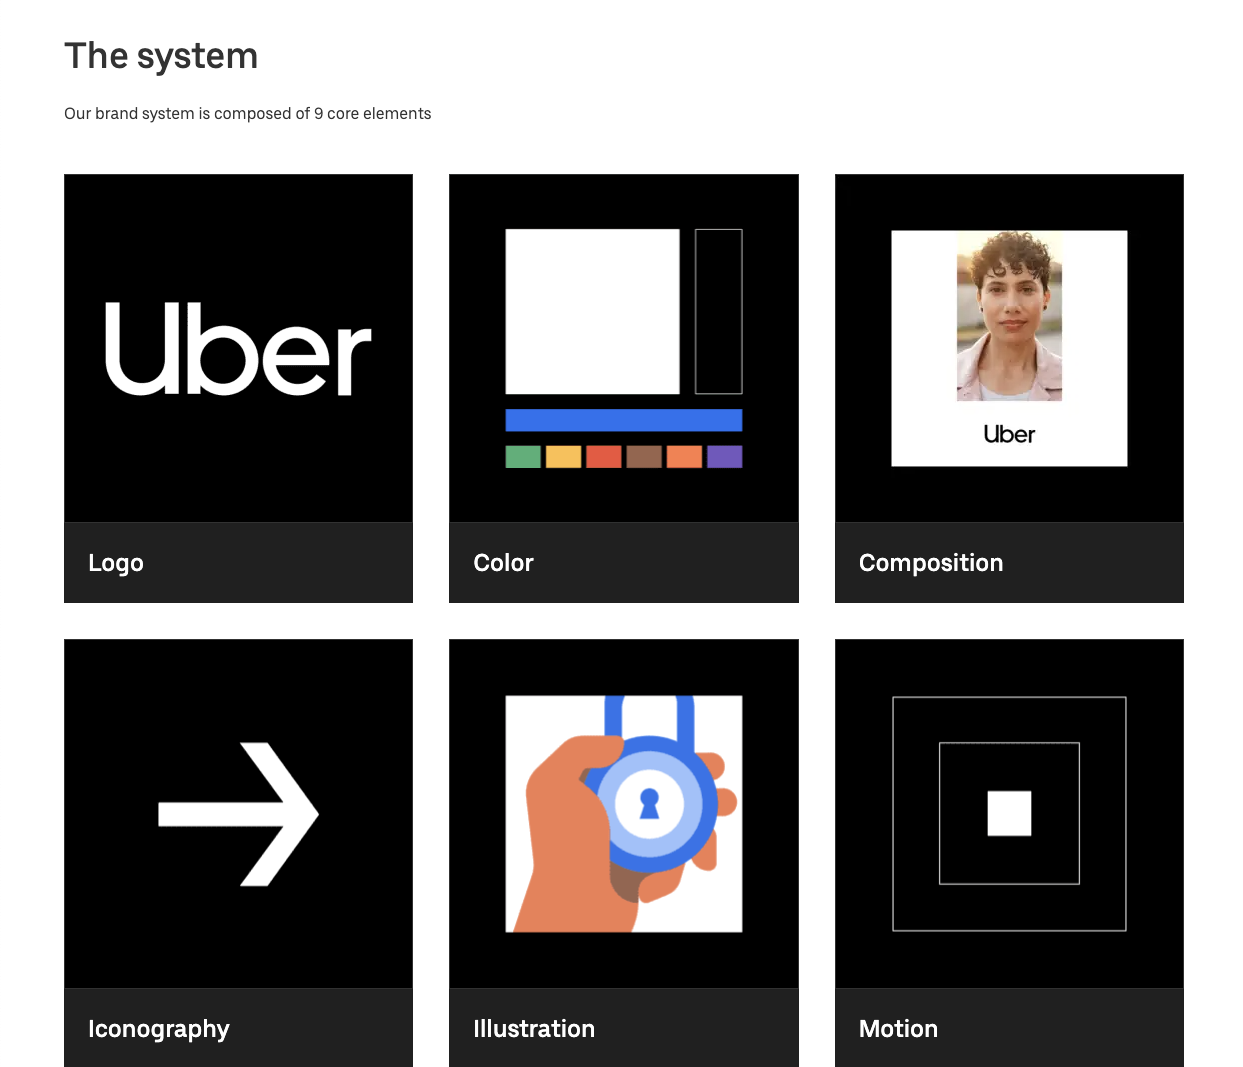 The system
Our brand system is composed of 9 core elements
Uber
Uber
Logo
Color
Composition
Iconography
Illustration
Motion